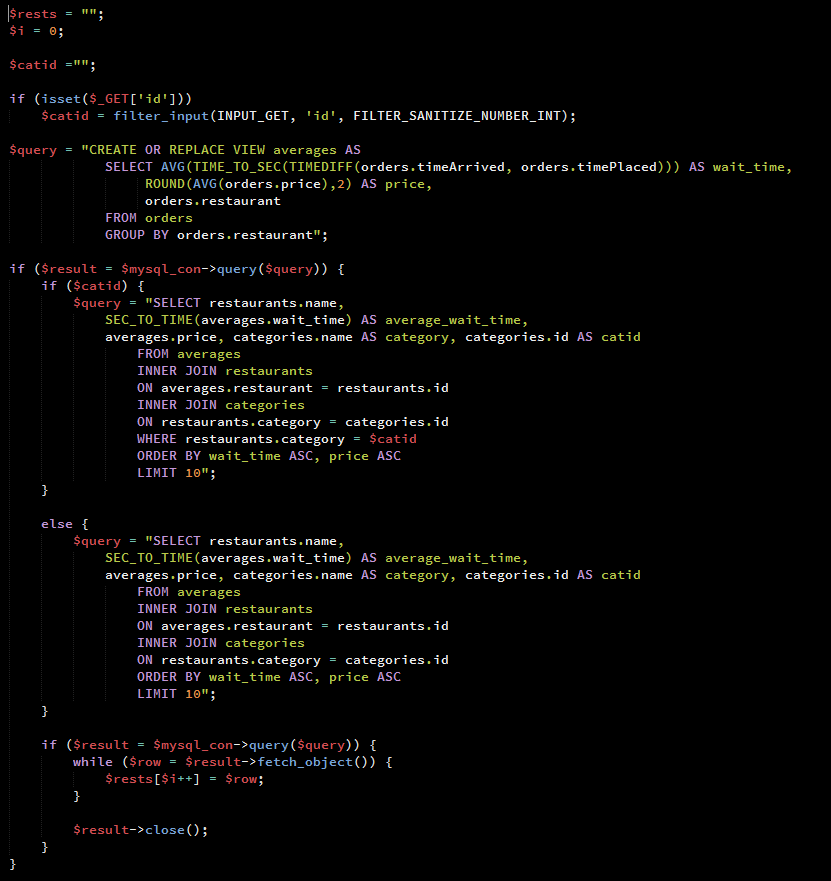 $rests = "";
$i = 0;

$catid ="";

if (isset($_GET['id']))
    $catid = filter_input(INPUT_GET, 'id', FILTER_SANITIZE_NUMBER_INT);

$query = "CREATE OR REPLACE VIEW averages AS
            SELECT AVG(TIME_TO_SEC(TIMEDIFF(orders.timeArrived, orders.timePlaced))) AS wait_time,
                 ROUND(AVG(orders.price),2) AS price,
                 orders.restaurant
            FROM orders
            GROUP BY orders.restaurant";

if ($result = $mysql_con->query($query)) {
    if ($catid) {
        $query = "SELECT restaurants.name,
            SEC_TO_TIME(averages.wait_time) AS average_wait_time,
            averages.price, categories.name AS category, categories.id AS catid
                FROM averages
                INNER JOIN restaurants
                ON averages.restaurant = restaurants.id
                INNER JOIN categories
                ON restaurants.category = categories.id
                WHERE restaurants.category = $catid
                ORDER BY wait_time ASC, price ASC
                LIMIT 10";
    }

    else {
        $query = "SELECT restaurants.name,
            SEC_TO_TIME(averages.wait_time) AS average_wait_time,
            averages.price, categories.name AS category, categories.id AS catid
                FROM averages
                INNER JOIN restaurants
                ON averages.restaurant = restaurants.id
                INNER JOIN categories
                ON restaurants.category = categories.id
                ORDER BY wait_time ASC, price ASC
                LIMIT 10";
    }

    if ($result = $mysql_con->query($query)) {
        while ($row = $result->fetch_object()) {
            $rests[$i++] = $row;
        }

        $result->close();
    }
}